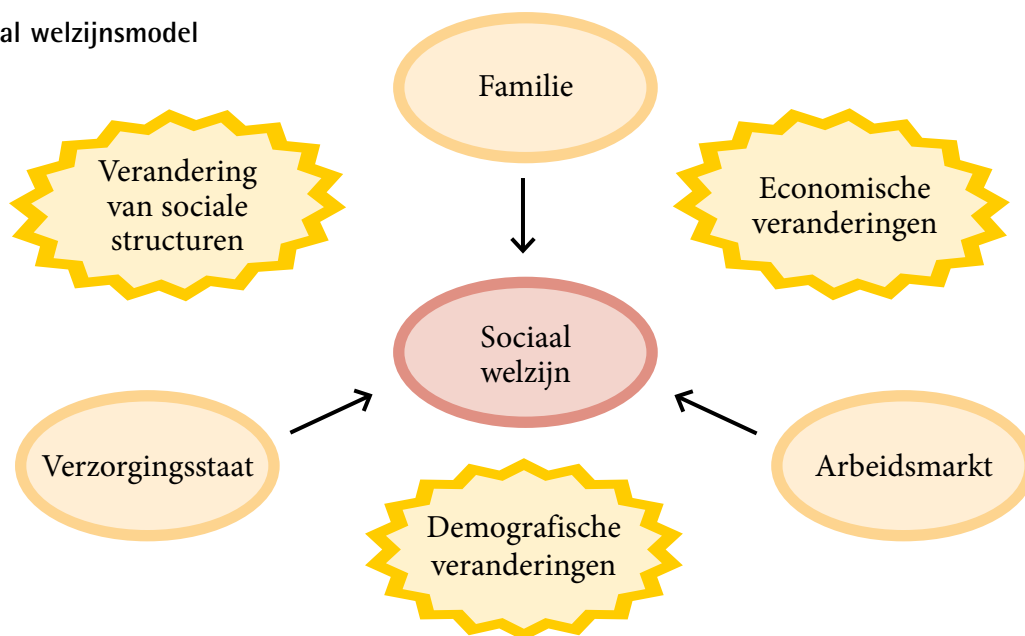 al welzijnsmodel
Familie
Verandering
van sociale
structuren
Economische
veranderingen
Sociaal
welzijn
Verzorgingsstaat
Arbeidsmarkt
Demografische
veranderingen